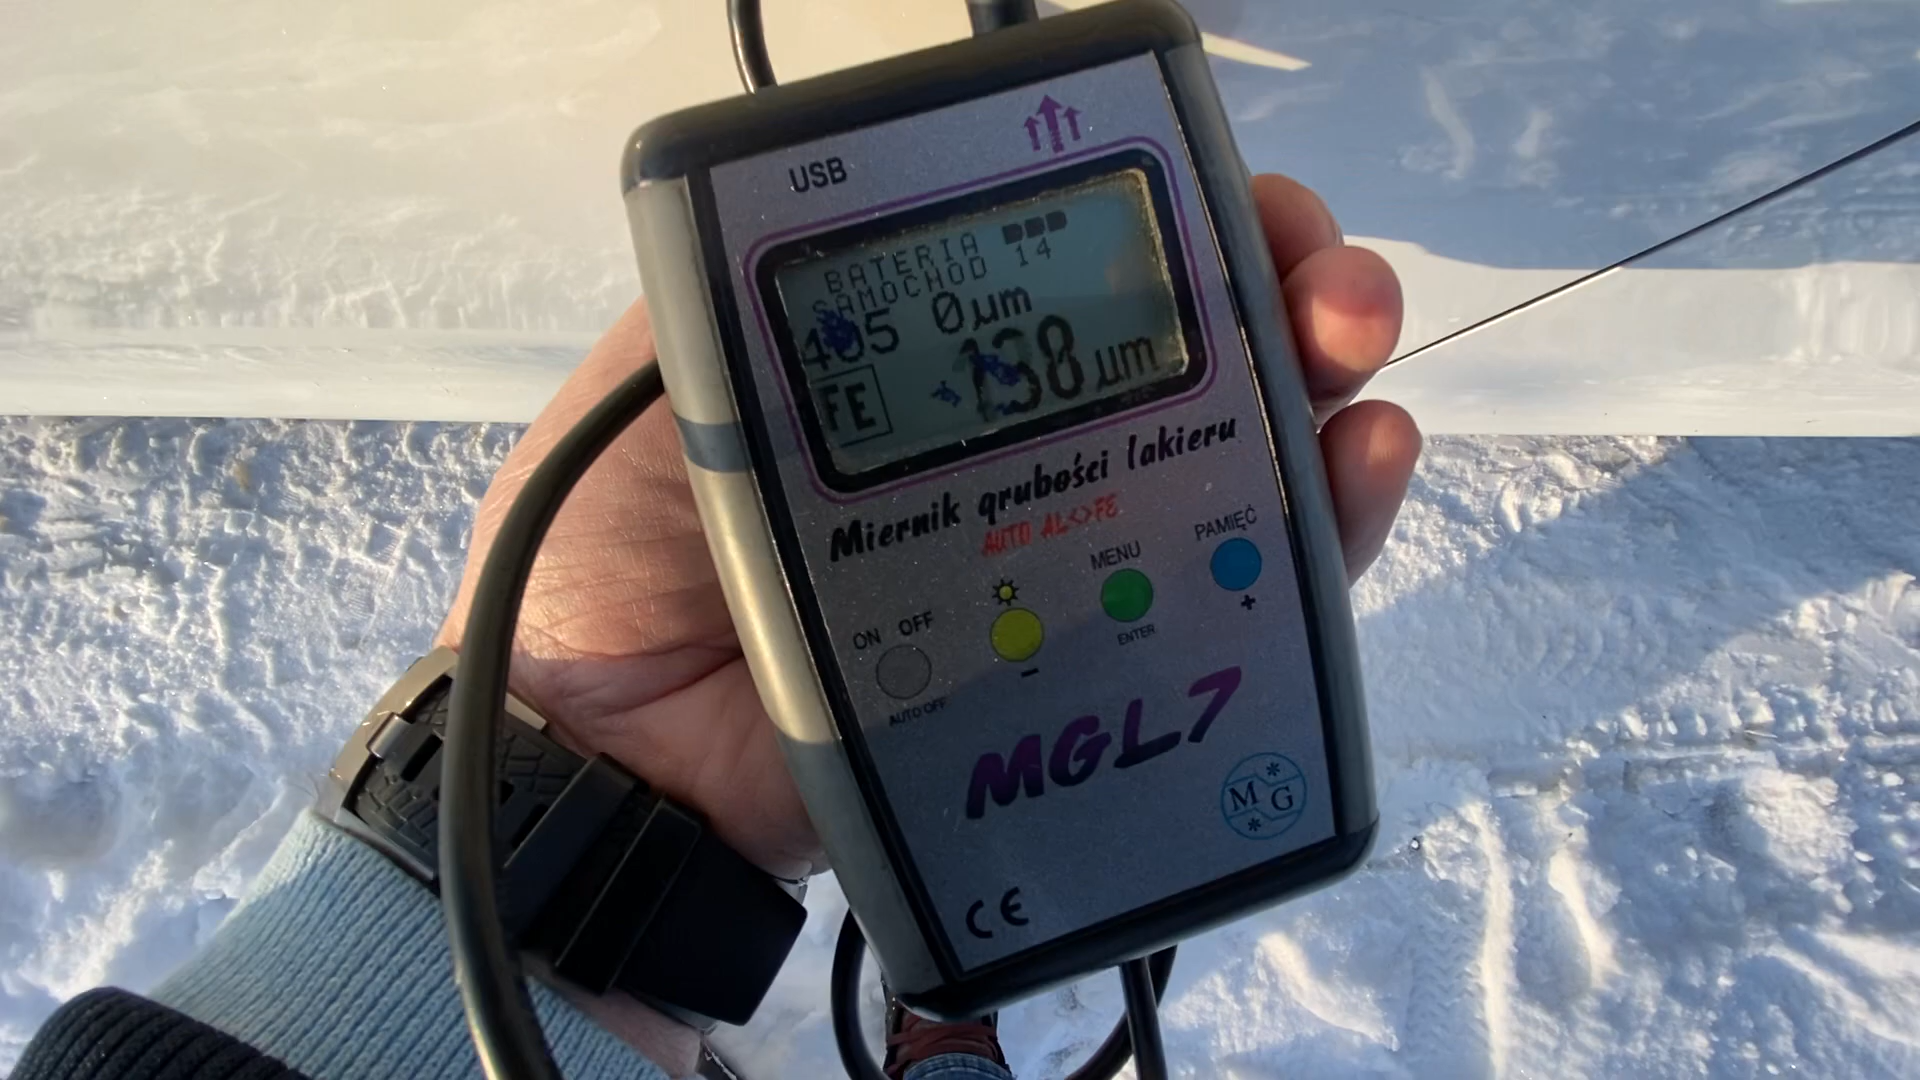 USB
BATERIA
SAMOCHOD 14
0µm
138 µm
FE
Miernik grubości lakieru
AUTO AL<>FE
ON OFF
AUTO OFF
-
MENU
ENTER
PAMIĘĆ
+
MGL7
M G
CE